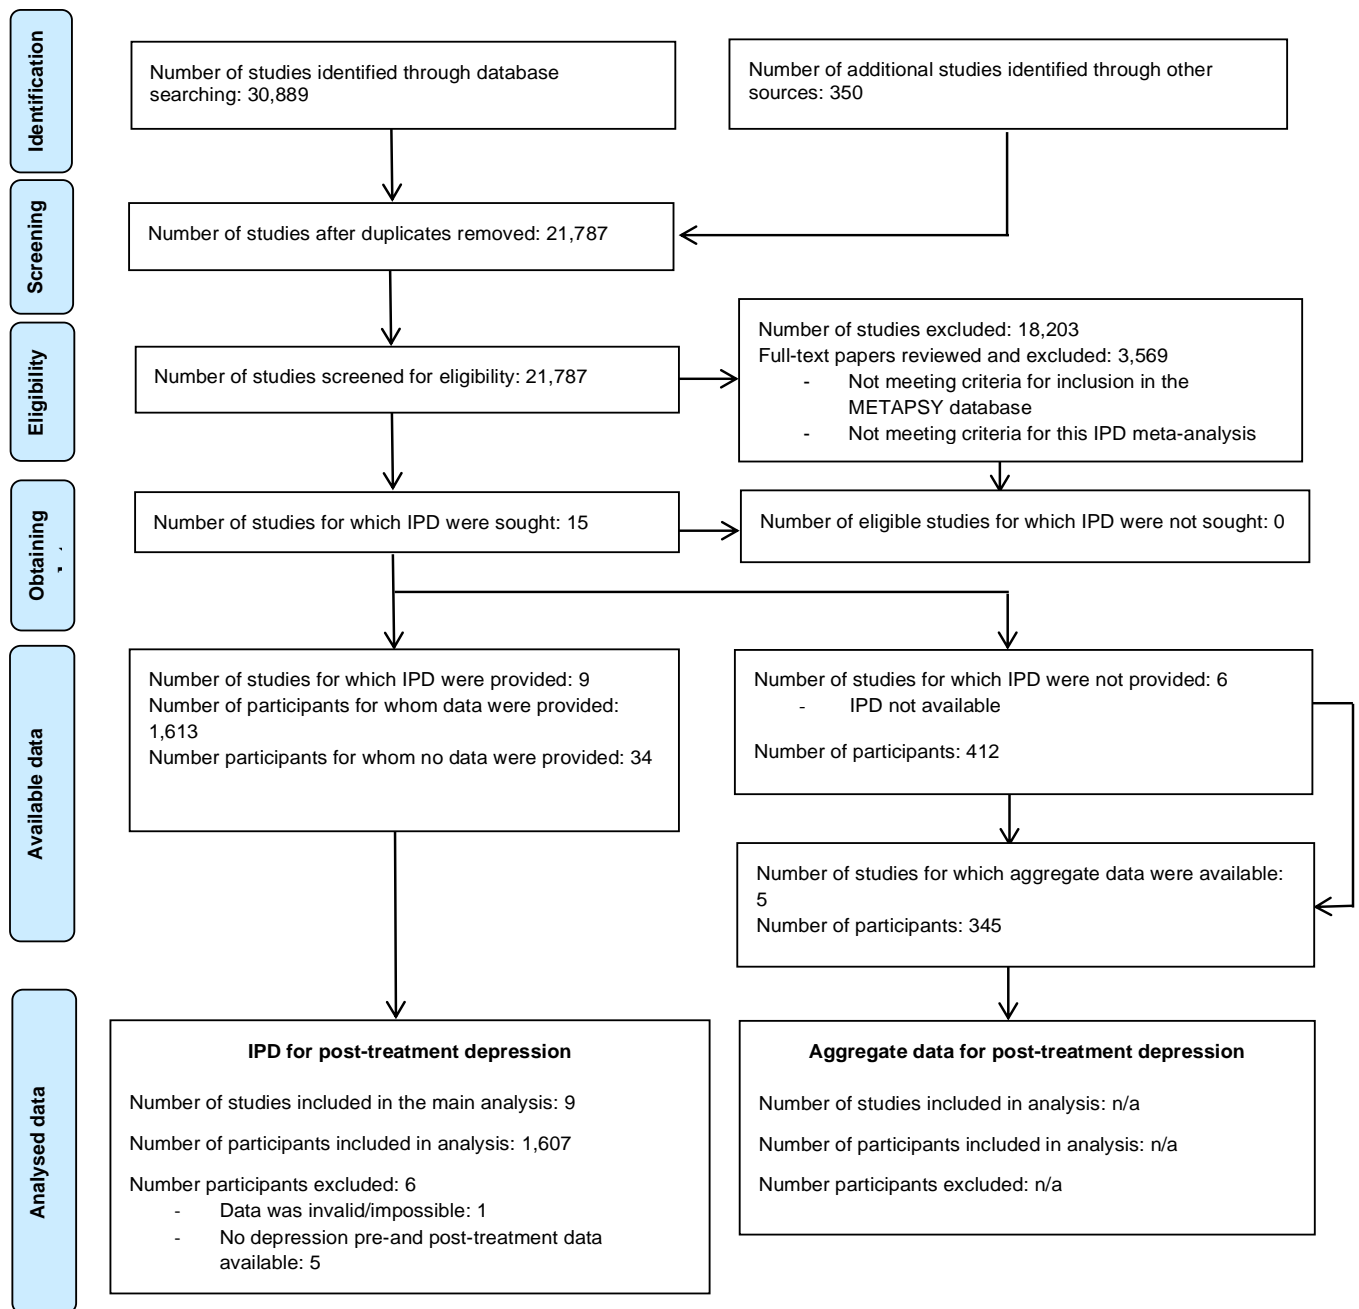 Identification
Number of studies identified through database
searching: 30,889
Number of additional studies identified through other
sources: 350
Screening
Number of studies after duplicates removed: 21,787
Eligibility
Number of studies screened for eligibility: 21,787
Number of studies excluded: 18,203
Full-text papers reviewed and excluded: 3,569
- Not meeting criteria for inclusion in the
METAPSY database
- Not meeting criteria for this IPD meta-analysis
Obtaining
Number of studies for which IPD were sought: 15
Number of eligible studies for which IPD were not sought: 0
Available data
Number of studies for which IPD were provided: 9
Number of participants for whom data were provided:
1,613
Number participants for whom no data were provided: 34
Number of studies for which IPD were not provided: 6
- IPD not available
Number of participants: 412
Number of studies for which aggregate data were available:
5
Number of participants: 345
Analysed data
IPD for post-treatment depression
Number of studies included in the main analysis: 9
Number of participants included in analysis: 1,607
Number participants excluded: 6
- Data was invalid/impossible: 1
- No depression pre-and post-treatment data
available: 5
Aggregate data for post-treatment depression
Number of studies included in analysis: n/a
Number of participants included in analysis: n/a
Number participants excluded: n/a